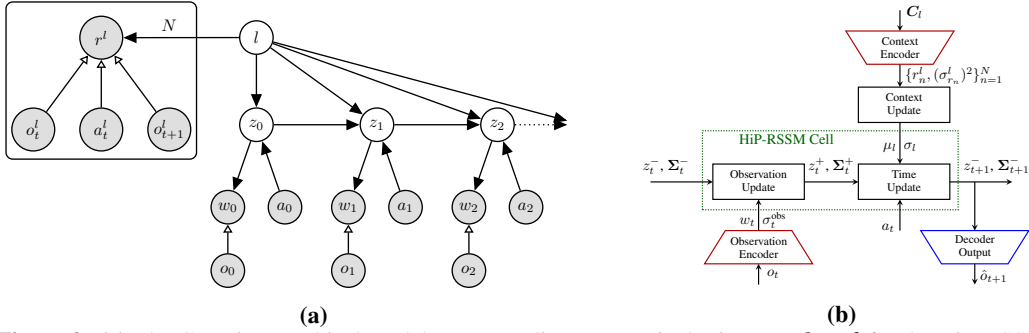 r^l
N
l
o_t^l
a_t^l
o_{t+1}^l
z_0
z_1
z_2
w_0
a_0
w_1
a_1
w_2
a_2
o_0
o_1
o_2
(a)
C_l
Context
Encoder
{r_n^l, (σ_{r_n}^l)^2}_{n=1}^N
Context
Update
HiP-RSSM Cell
μ_l σ_l
z_t^-, Σ_t^-
Observation
Update
z_t^+, Σ_t^+
Time
Update
z_{t+1}^-, Σ_{t+1}^-
w_t σ_t^obs
a_t
Observation
Encoder
Decoder
Output
o_t
ô_{t+1}
(b)